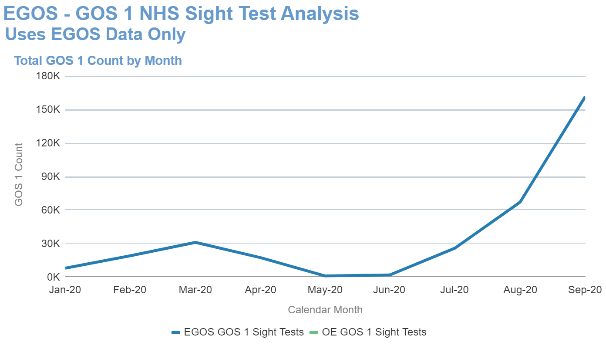 EGOS - GOS 1 NHS Sight Test Analysis
Uses EGOS Data Only
Total GOS 1 Count by Month
180K
150K
120K
90K
60K
30K
0K
GOS 1 Count
Jan-20 Feb-20 Mar-20 Apr-20 May-20 Jun-20 Jul-20 Aug-20 Sep-20
Calendar Month
EGOS GOS 1 Sight Tests OE GOS 1 Sight Tests